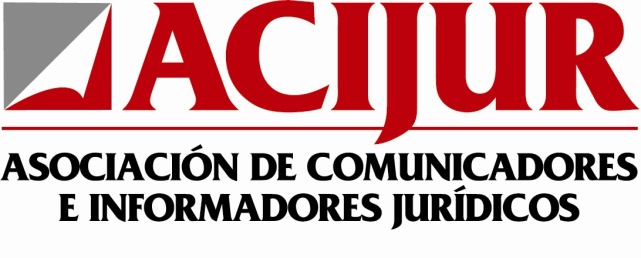 ACIJUR
ASOCIACIÓN DE COMUNICADORES
E INFORMADORES JURÍDICOS